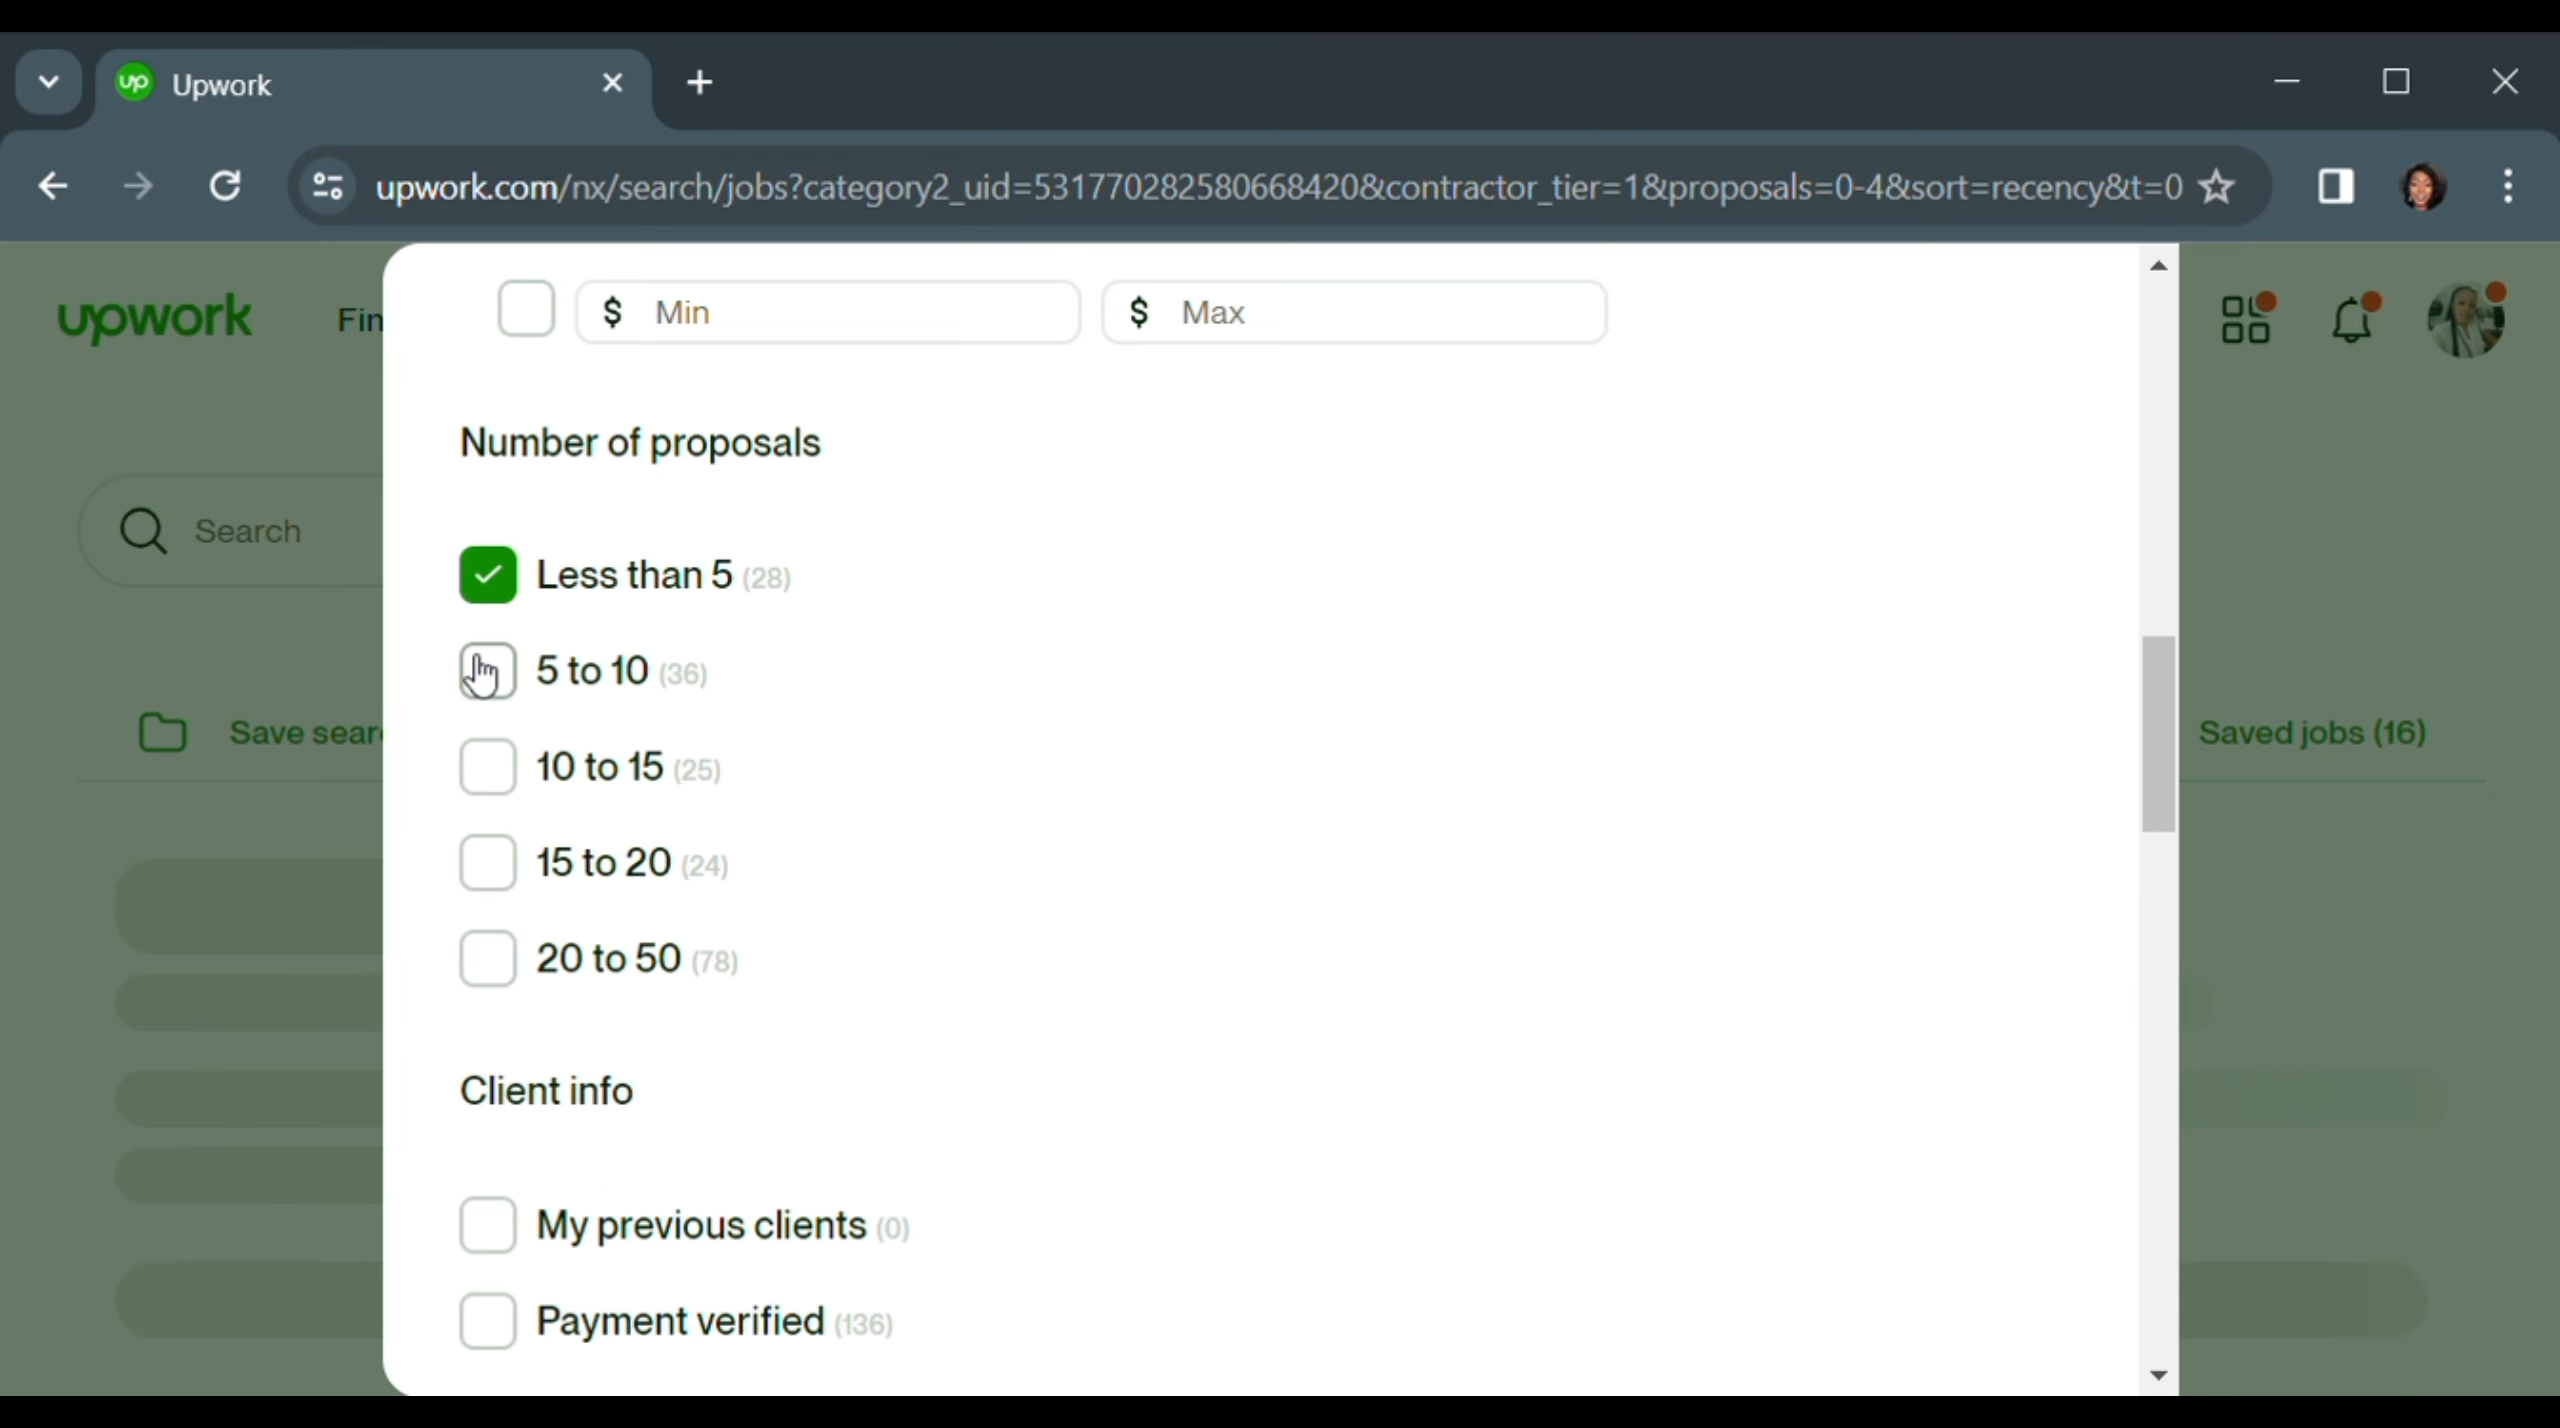 up Upwork
upwork.com/nx/search/jobs?category2_uid=531770282580668420&contractor_tier=1&proposals=0-4&sort=recency&t=0
upwork Fin
$ Min $ Max
Number of proposals
Search
Less than 5 (28)
5 to 10 (36)
Save sear Saved jobs (16)
10 to 15 (25)
15 to 20 (24)
20 to 50 (78)
Client info
My previous clients (0)
Payment verified (136)